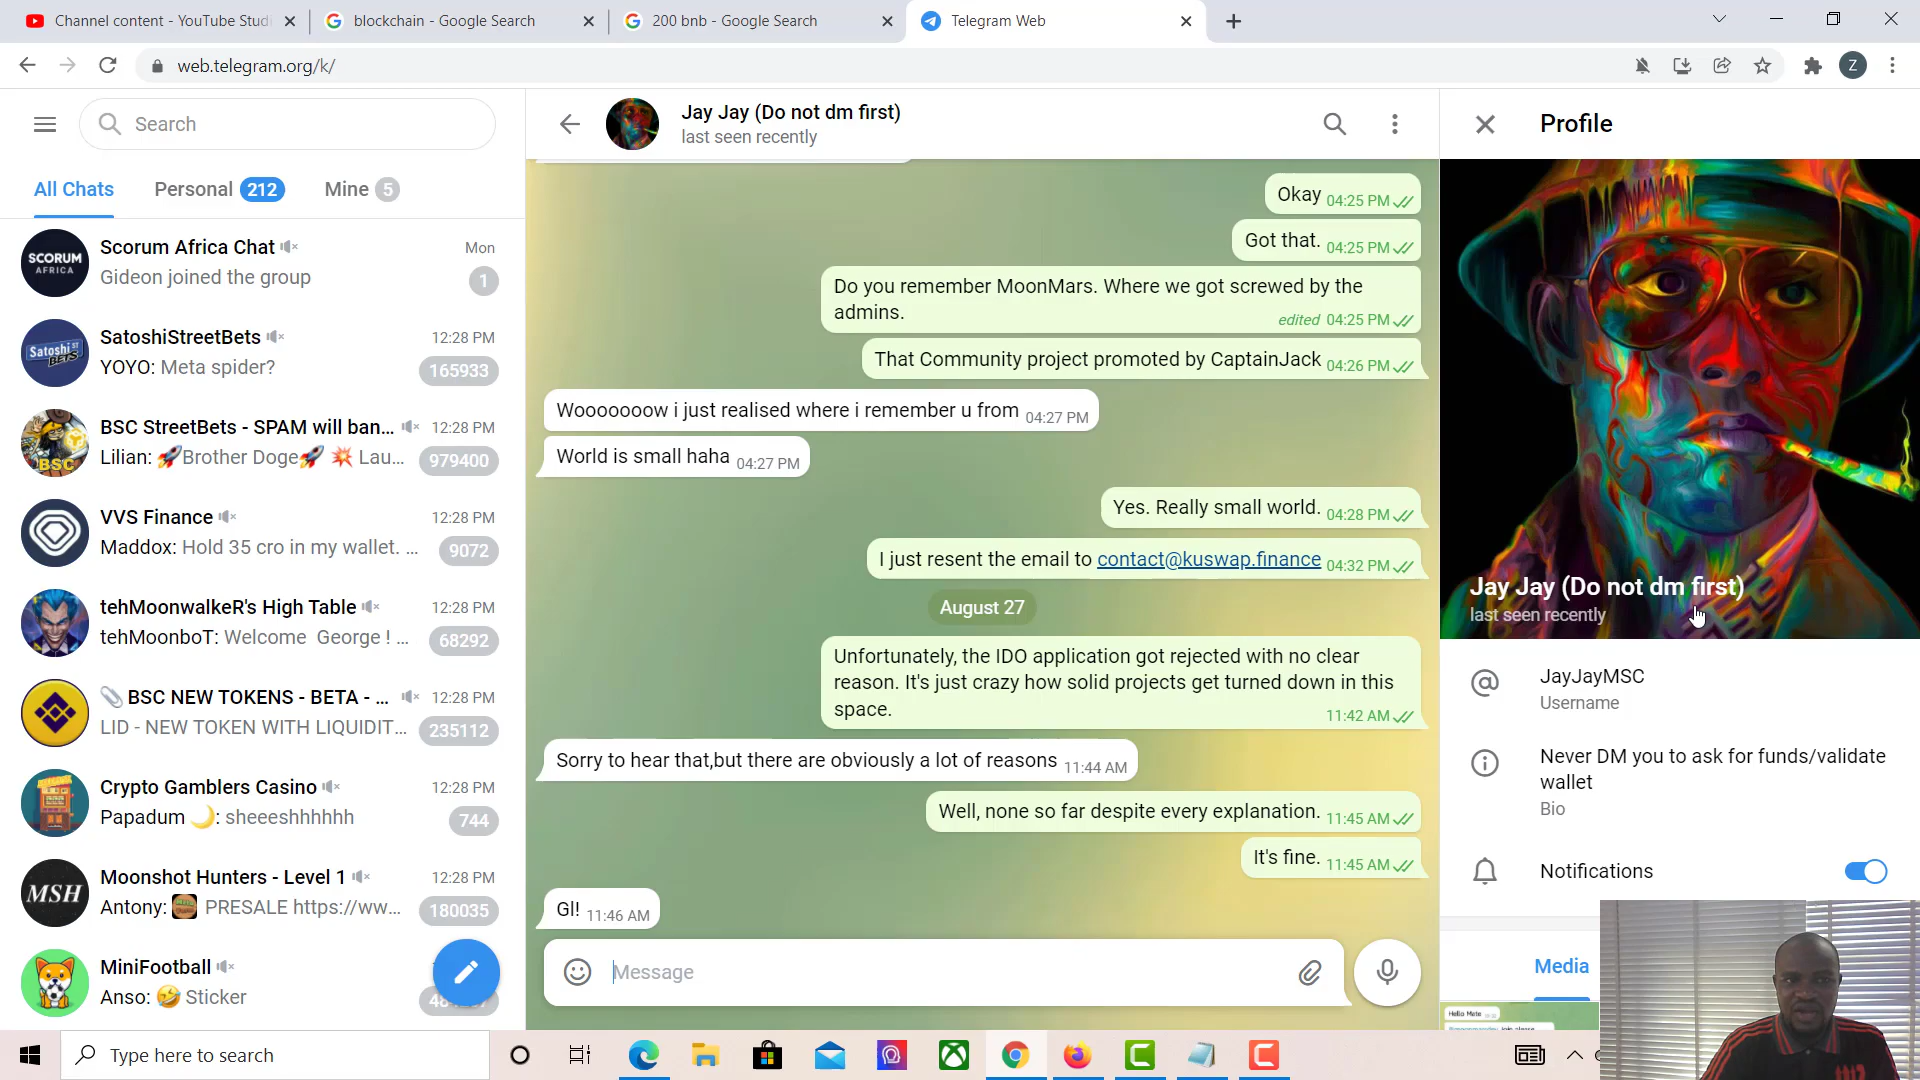 Channel content - YouTube Studi
blockchain - Google Search
200 bnb - Google Search
Telegram Web
web.telegram.org/k/
Z
Search
All Chats
Personal 212
Mine 5
Scorum Africa Chat
Mon
Gideon joined the group
1
SCORUM
AFRICA
SatoshiStreetBets
12:28 PM
YOYO: Meta spider?
165933
Satoshi ST
BETS
BSC StreetBets - SPAM will ban...
12:28 PM
Lilian: 🚀Brother Doge🚀 💥 Lau...
979400
BSC
VVS Finance
12:28 PM
Maddox: Hold 35 cro in my wallet. ...
9072
tehMoonwalkeR's High Table
12:28 PM
tehMoonboT: Welcome George ! ...
68292
📎 BSC NEW TOKENS - BETA - ...
12:28 PM
LID - NEW TOKEN WITH LIQUIDIT...
235112
Crypto Gamblers Casino
12:28 PM
Papadum 🌙: sheeeshhhhhh
744
Moonshot Hunters - Level 1
12:28 PM
Antony: PRESALE https://ww...
180035
MSH
MiniFootball
Anso: 🤣 Sticker
Jay Jay (Do not dm first)
last seen recently
Okay 04:25 PM
Got that. 04:25 PM
Do you remember MoonMars. Where we got screwed by the
admins.
edited 04:25 PM
That Community project promoted by CaptainJack 04:26 PM
Wooooooow i just realised where i remember u from 04:27 PM
World is small haha 04:27 PM
Yes. Really small world. 04:28 PM
I just resent the email to contact@kuswap.finance 04:32 PM
August 27
Unfortunately, the IDO application got rejected with no clear
reason. It's just crazy how solid projects get turned down in this
space.
11:42 AM
Sorry to hear that,but there are obviously a lot of reasons 11:44 AM
Well, none so far despite every explanation. 11:45 AM
It's fine. 11:45 AM
Gl! 11:46 AM
Message
Profile
Jay Jay (Do not dm first)
last seen recently
JayJayMSC
Username
Never DM you to ask for funds/validate
wallet
Bio
Notifications
Media
Hello Mate
Type here to search